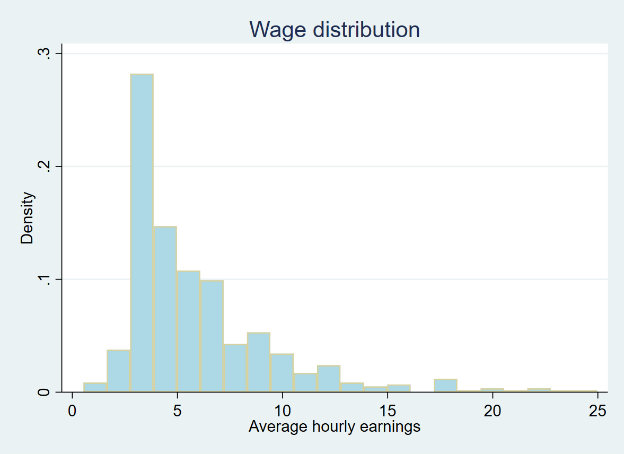 Wage distribution
.3
.2
.1
0
Density
0 5 10 15 20 25
Average hourly earnings